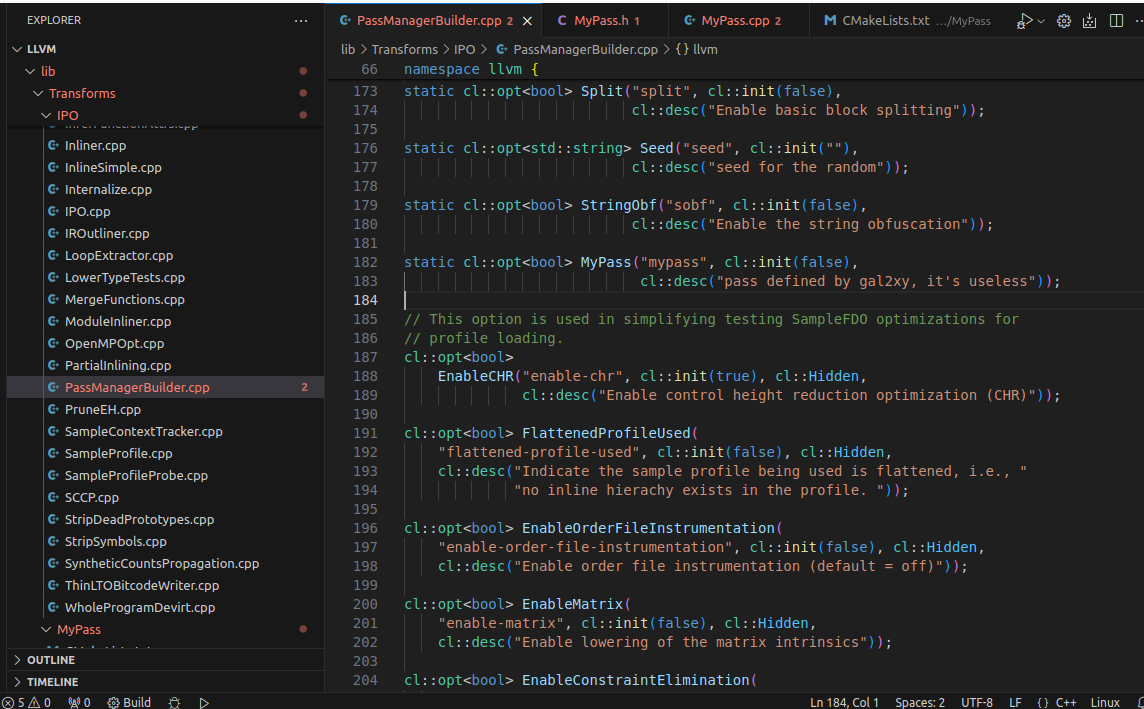 EXPLORER
LLVM
lib
Transforms
IPO
InferFunctionAttrs.cpp
Inliner.cpp
InlineSimple.cpp
Internalize.cpp
IPO.cpp
IROutliner.cpp
LoopExtractor.cpp
LowerTypeTests.cpp
MergeFunctions.cpp
ModuleInliner.cpp
OpenMPOpt.cpp
PartialInlining.cpp
PassManagerBuilder.cpp 2
PruneEH.cpp
SampleContextTracker.cpp
SampleProfile.cpp
SampleProfileProbe.cpp
SCCP.cpp
StripDeadPrototypes.cpp
StripSymbols.cpp
SyntheticCountsPropagation.cpp
ThinLTOBitcodeWriter.cpp
WholeProgramDevirt.cpp
MyPass
OUTLINE
TIMELINE
PassManagerBuilder.cpp 2
C MyPass.h 1
MyPass.cpp 2
M CMakeLists.txt .../MyPass
lib > Transforms > IPO > PassManagerBuilder.cpp > {} llvm
66 namespace llvm {
173 static cl::opt<bool> Split("split", cl::init(false),
174 cl::desc("Enable basic block splitting"));
175
176 static cl::opt<std::string> Seed("seed", cl::init(""),
177 cl::desc("seed for the random"));
178
179 static cl::opt<bool> StringObf("sobf", cl::init(false),
180 cl::desc("Enable the string obfuscation"));
181
182 static cl::opt<bool> MyPass("mypass", cl::init(false),
183 cl::desc("pass defined by gal2xy, it's useless"));
184
185 // This option is used in simplifying testing SampleFDO optimizations for
186 // profile loading.
187 cl::opt<bool>
188 EnableCHR("enable-chr", cl::init(true), cl::Hidden,
189 cl::desc("Enable control height reduction optimization (CHR)"));
190
191 cl::opt<bool> FlattenedProfileUsed(
192 "flattened-profile-used", cl::init(false), cl::Hidden,
193 cl::desc("Indicate the sample profile being used is flattened, i.e., "
194 "no inline hierachy exists in the profile. "));
195
196 cl::opt<bool> EnableOrderFileInstrumentation(
197 "enable-order-file-instrumentation", cl::init(false), cl::Hidden,
198 cl::desc("Enable order file instrumentation (default = off)"));
199
200 cl::opt<bool> EnableMatrix(
201 "enable-matrix", cl::init(false), cl::Hidden,
202 cl::desc("Enable lowering of the matrix intrinsics"));
203
204 cl::opt<bool> EnableConstraintElimination(
5 0 0 Build
Ln 184, Col 1 Spaces: 2 UTF-8 LF {} C++ Linux